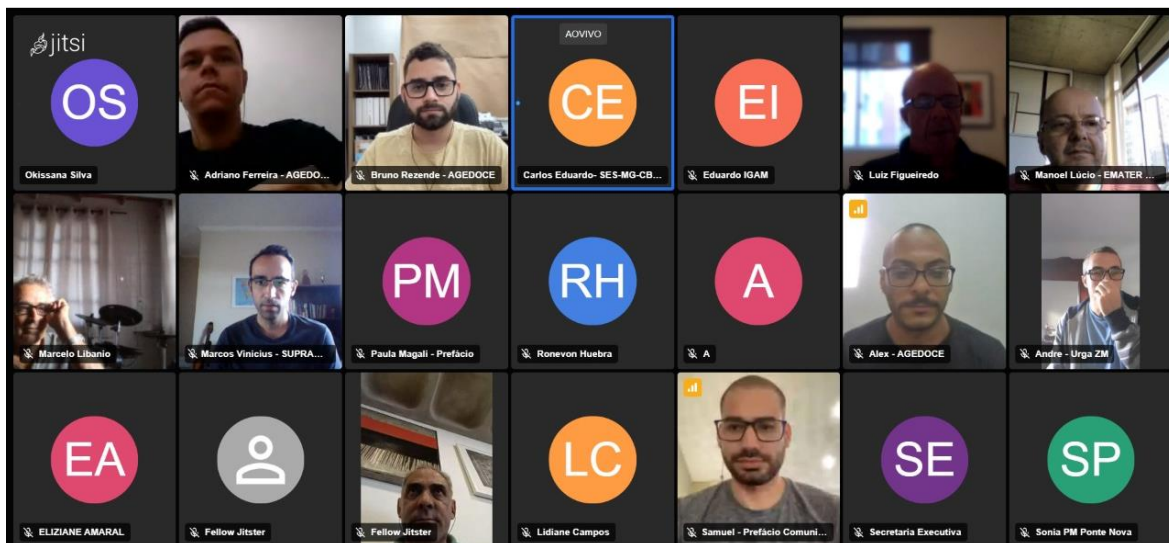 jitsi
OS
Okissana Silva
Adriano Ferreira - AGEDO...
Bruno Rezende - AGEDOCE
AO VIVO
CE
Carlos Eduardo- SES-MG-CB...
EI
Eduardo IGAM
Luiz Figueiredo
Manoel Lúcio - EMATER ...
Marcelo Libanio
Marcos Vinicius - SUPRA...
PM
Paula Magali - Prefácio
RH
Ronevon Huebra
A
A
Alex - AGEDOCE
Andre - Urga ZM
EA
ELIZIANE AMARAL
Fellow Jitster
Fellow Jitster
LC
Lidiane Campos
Samuel - Prefácio Comuni...
SE
Secretaria Executiva
SP
Sonia PM Ponte Nova